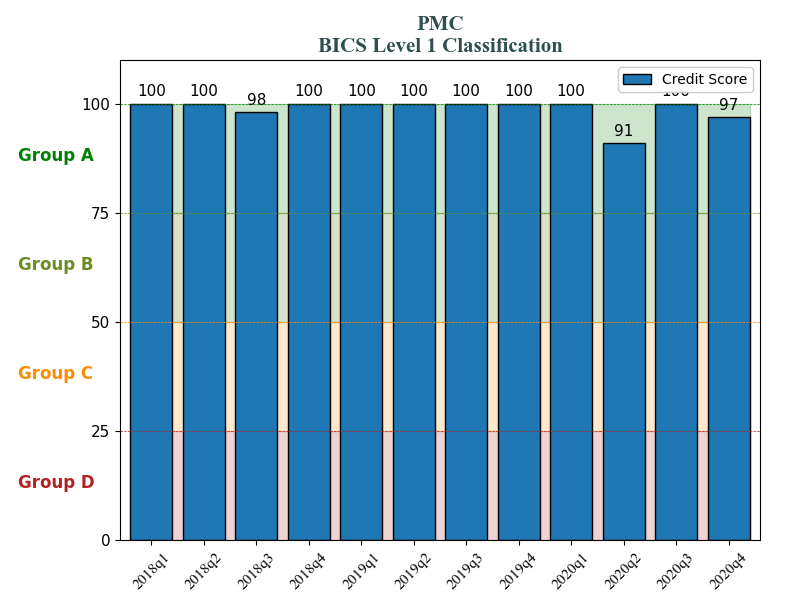 PMC
BICS Level 1 Classification
Credit Score
100 100 98 100 100 100 100 100 100 91 100 97
100
Group A
75
Group B
50
Group C
25
Group D
0
2018q1 2018q2 2018q3 2018q4 2019q1 2019q2 2019q3 2019q4 2020q1 2020q2 2020q3 2020q4